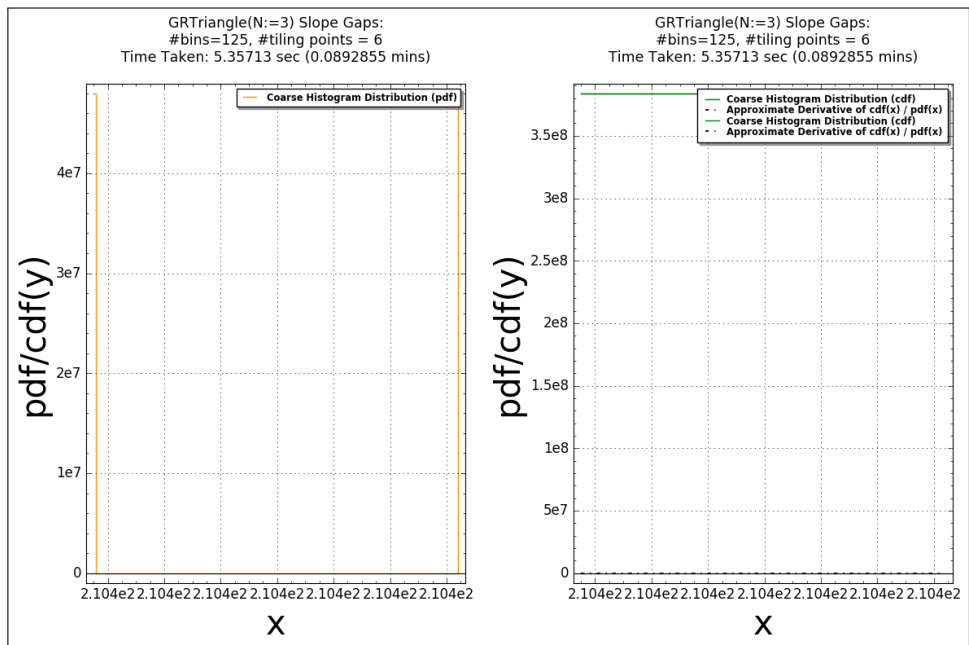 GRTriangle(N:=3) Slope Gaps:
#bins=125, #tiling points = 6
Time Taken: 5.35713 sec (0.0892855 mins)
Coarse Histogram Distribution (pdf)
4e7
3e7
2e7
1e7
0
pdf/cdf(y)
2.104e2 2.104e2 2.104e2 2.104e2 2.104e2 2.104e2 2.104e2
x
GRTriangle(N:=3) Slope Gaps:
#bins=125, #tiling points = 6
Time Taken: 5.35713 sec (0.0892855 mins)
Coarse Histogram Distribution (cdf)
Approximate Derivative of cdf(x) / pdf(x)
Coarse Histogram Distribution (cdf)
Approximate Derivative of cdf(x) / pdf(x)
3.5e8
3e8
2.5e8
2e8
1.5e8
1e8
5e7
0
pdf/cdf(y)
2.104e2 2.104e2 2.104e2 2.104e2 2.104e2 2.104e2 2.104e2
x